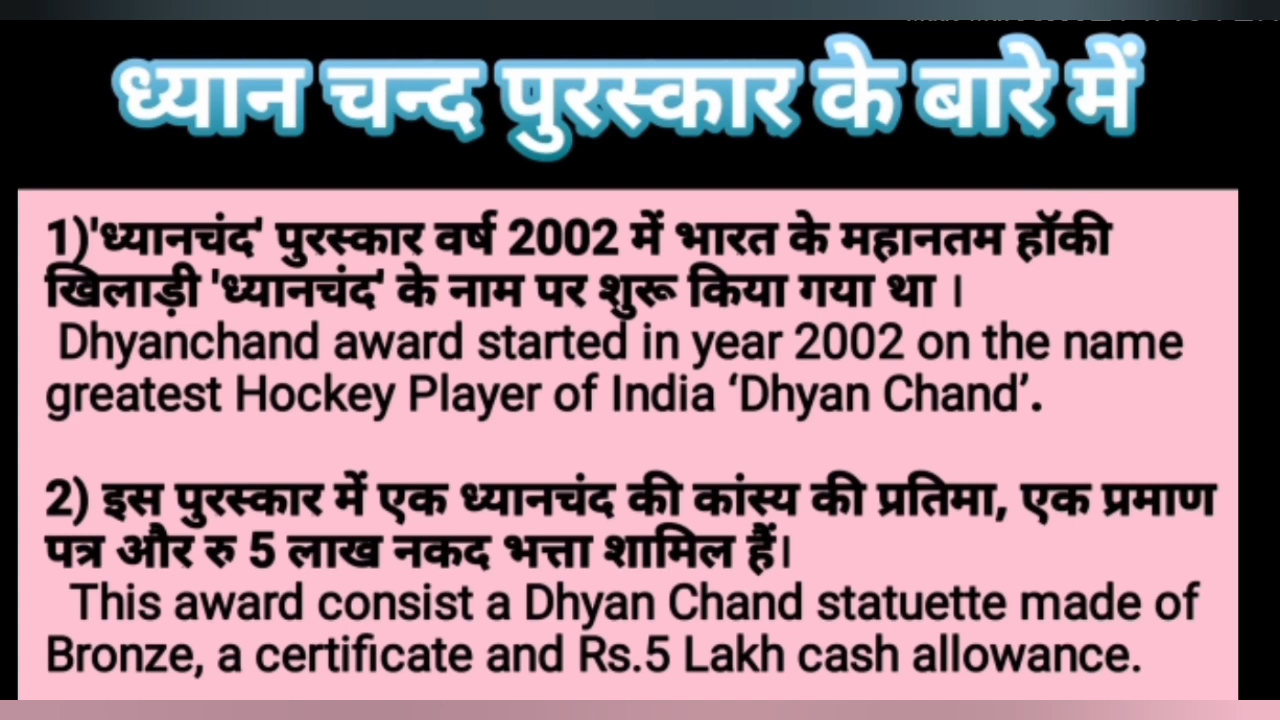 ध्यान चन्द पुरस्कार के बारे में
1)'ध्यानचंद' पुरस्कार वर्ष 2002 में भारत के महानतम हॉकी
खिलाड़ी 'ध्यानचंद' के नाम पर शुरू किया गया था ।
Dhyanchand award started in year 2002 on the name
greatest Hockey Player of India ‘Dhyan Chand’.
2) इस पुरस्कार में एक ध्यानचंद की कांस्य की प्रतिमा, एक प्रमाण
पत्र और रु 5 लाख नकद भत्ता शामिल हैं।
This award consist a Dhyan Chand statuette made of
Bronze, a certificate and Rs.5 Lakh cash allowance.